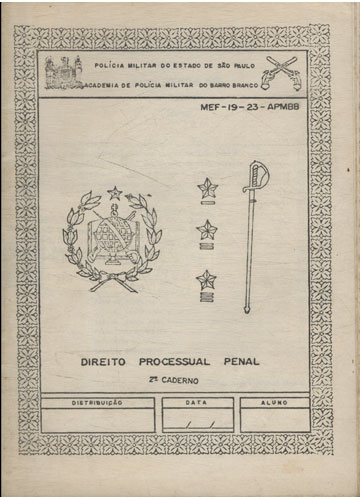 POLÍCIA MILITAR DO ESTADO DE SÃO PAULO
ACADEMIA DE POLÍCIA MILITAR DO BARRO BRANCO
MEF-19-23-APMBB
DIREITO PROCESSUAL PENAL
2º CADERNO
DISTRIBUIÇÃO DATA ALUNO
/ /